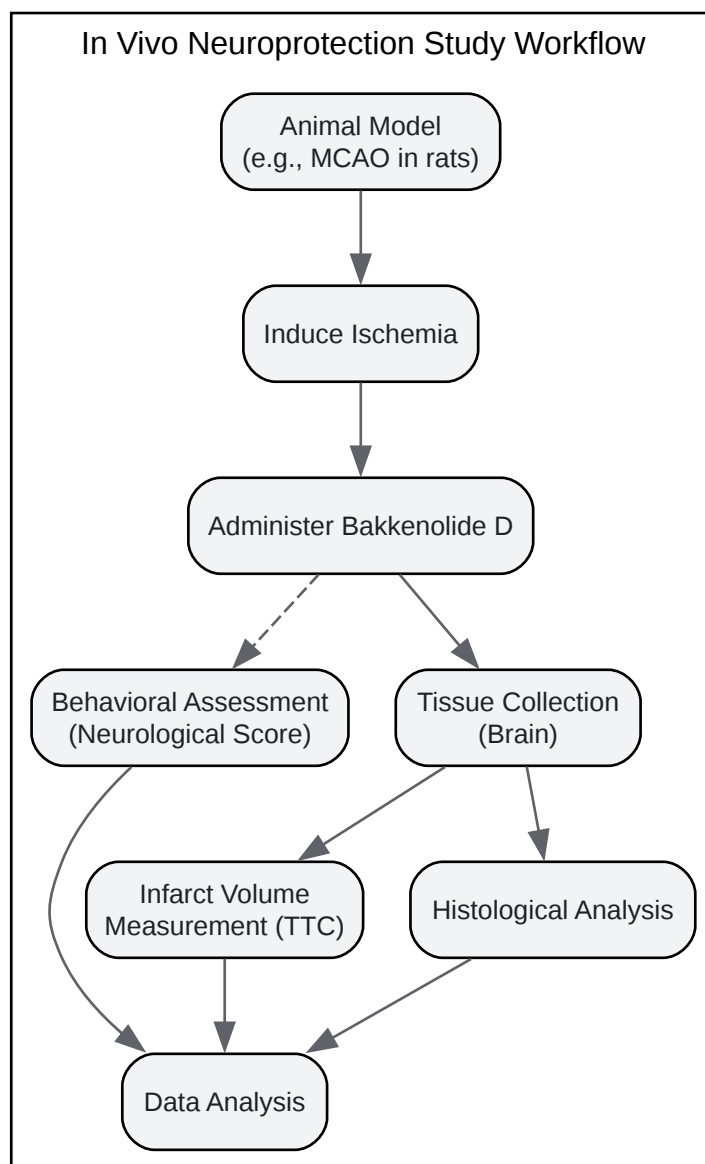 In Vivo Neuroprotection Study Workflow
Animal Model
(e.g., MCAO in rats)
Induce Ischemia
Administer Bakkenolide D
Behavioral Assessment
(Neurological Score)
Tissue Collection
(Brain)
Infarct Volume
Measurement (TTC)
Histological Analysis
Data Analysis